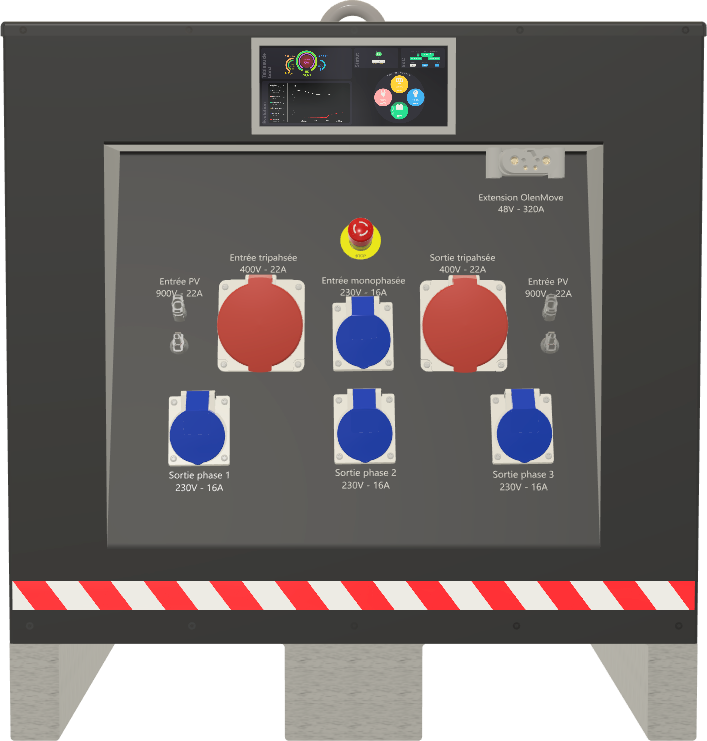 Extension OlenMove
48V - 320A
STOP
Entrée tripahsée
400V - 22A
Sortie tripahsée
400V - 22A
Entrée PV
900V - 22A
Entrée monophasée
230V - 16A
Entrée PV
900V - 22A
Sortie phase 1
230V - 16A
Sortie phase 2
230V - 16A
Sortie phase 3
230V - 16A